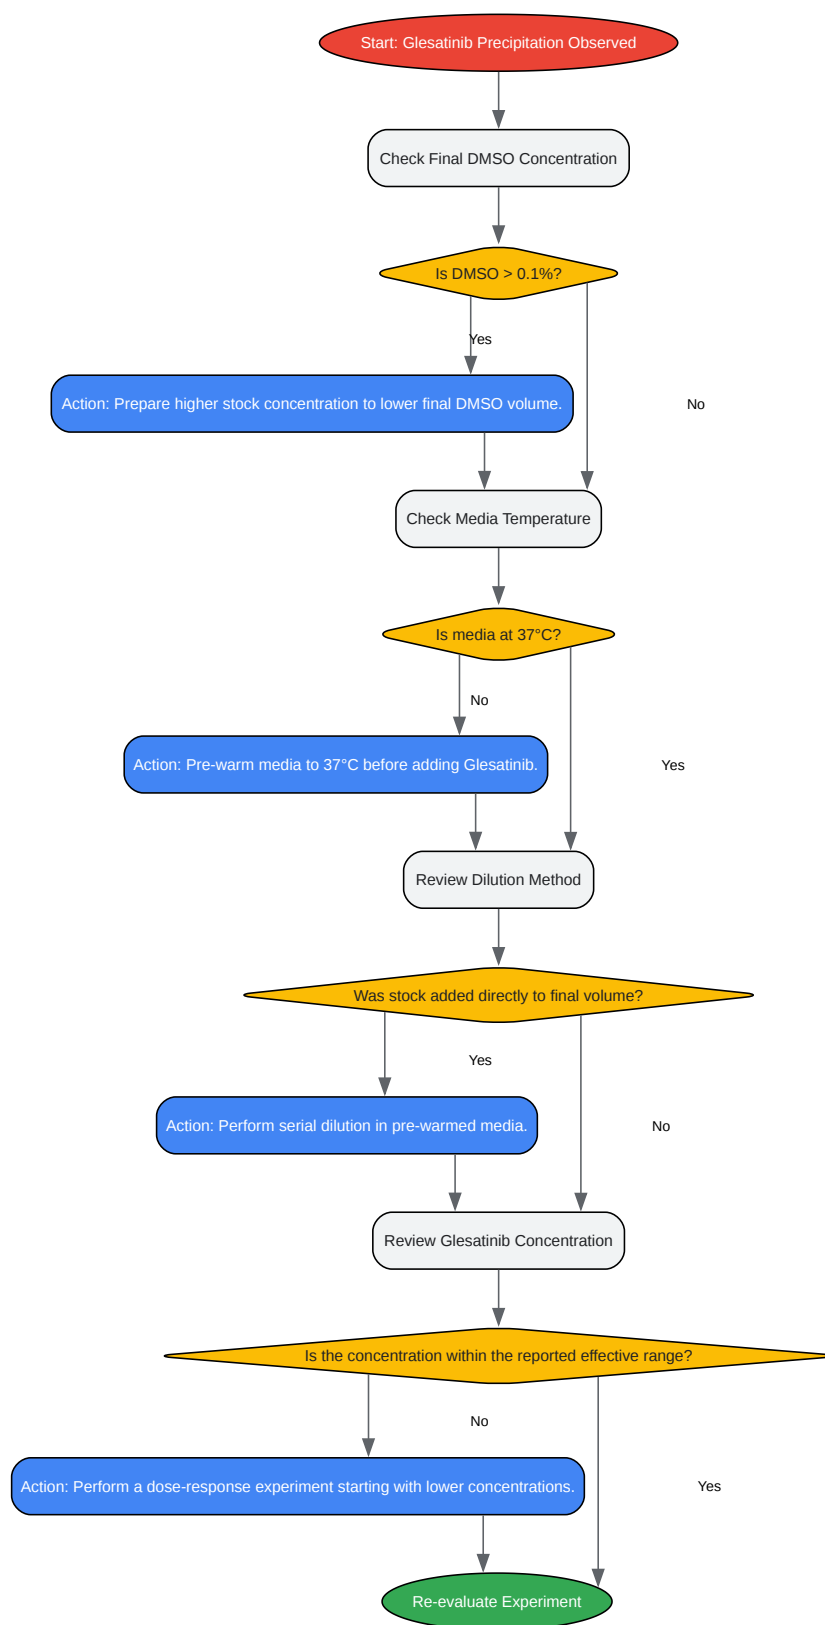 Start: Glesatinib Precipitation Observed
Check Final DMSO Concentration
Is DMSO > 0.1%?
Yes
Action: Prepare higher stock concentration to lower final DMSO volume.
No
Check Media Temperature
Is media at 37°C?
No
Action: Pre-warm media to 37°C before adding Glesatinib.
Yes
Review Dilution Method
Was stock added directly to final volume?
Yes
Action: Perform serial dilution in pre-warmed media.
No
Review Glesatinib Concentration
Is the concentration within the reported effective range?
No
Action: Perform a dose-response experiment starting with lower concentrations.
Yes
Re-evaluate Experiment